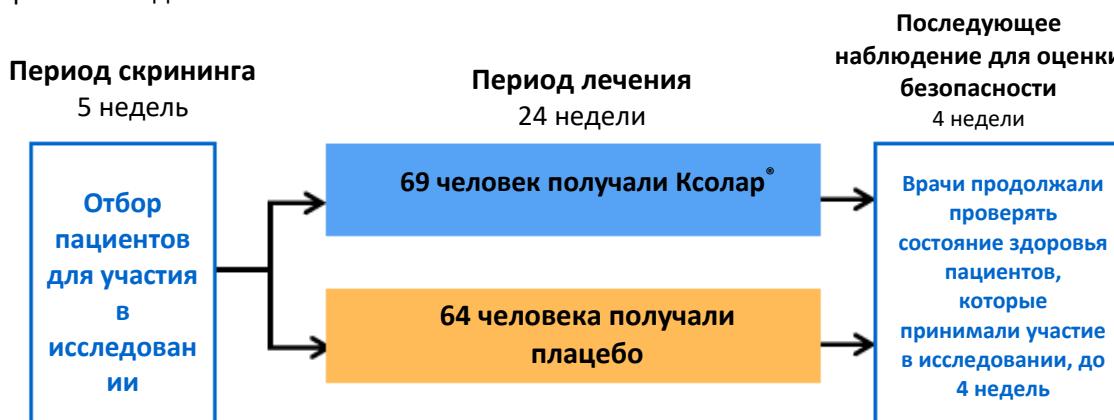 Период скрининга
5 недель
Отбор
пациентов
для участия
в
исследован
ии
Период лечения
24 недели
69 человек получали Ксолар®
64 человека получали
плацебо
Последующее
наблюдение для оценки
безопасности
4 недели
Врачи продолжали
проверять
состояние здоровья
пациентов,
которые
принимали участие
в исследовании, до
4 недель